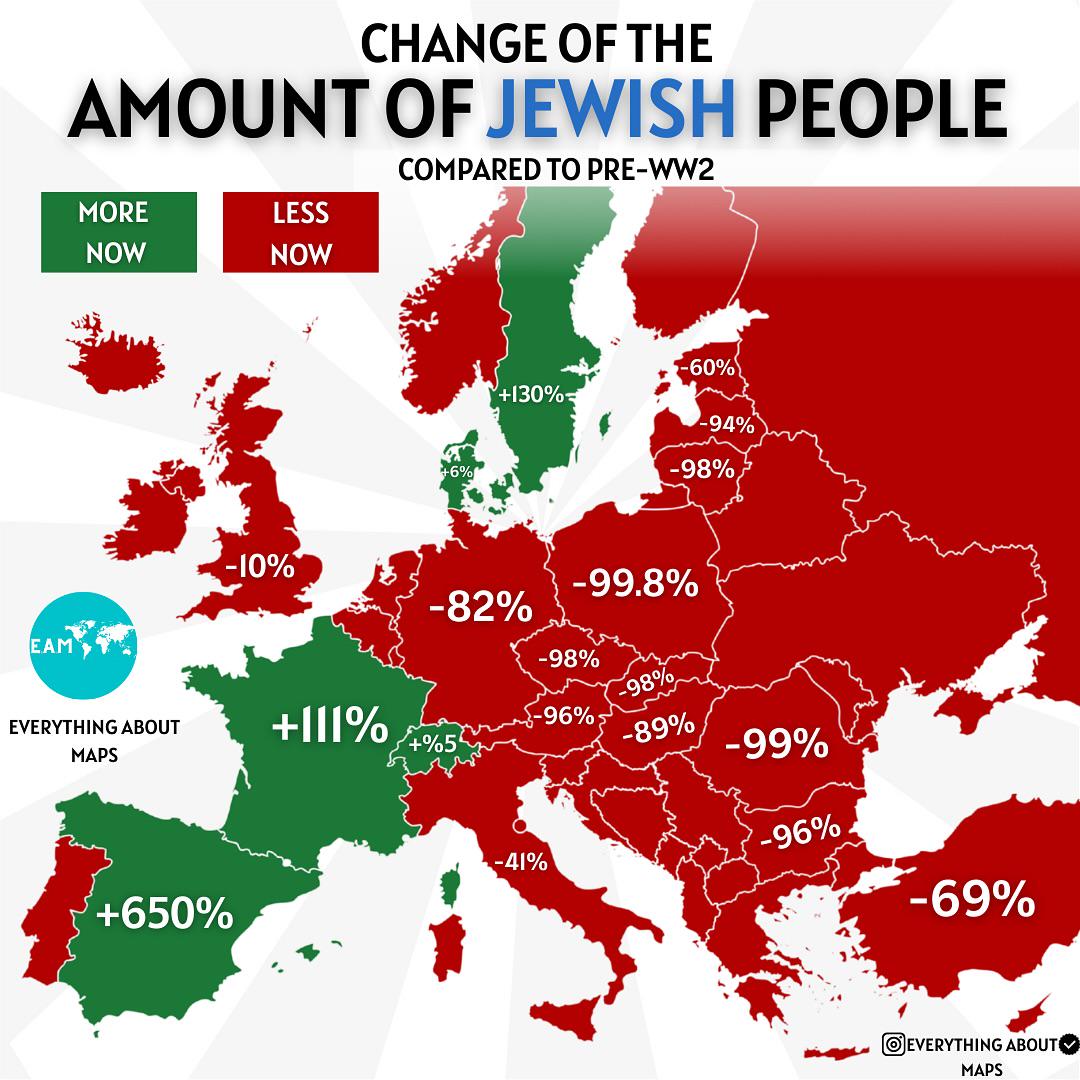 CHANGE OF THE
AMOUNT OF JEWISH PEOPLE
COMPARED TO PRE-WW2
MORE
NOW
LESS
NOW
-60%
+130%
-94%
-98%
+6%
-10%
-82%
-99.8%
EAM
-98%
-98%
EVERYTHING ABOUT
MAPS
+111%
+%5
-96%
-89%
-99%
-96%
-41%
+650%
-69%
EVERYTHING ABOUT
MAPS